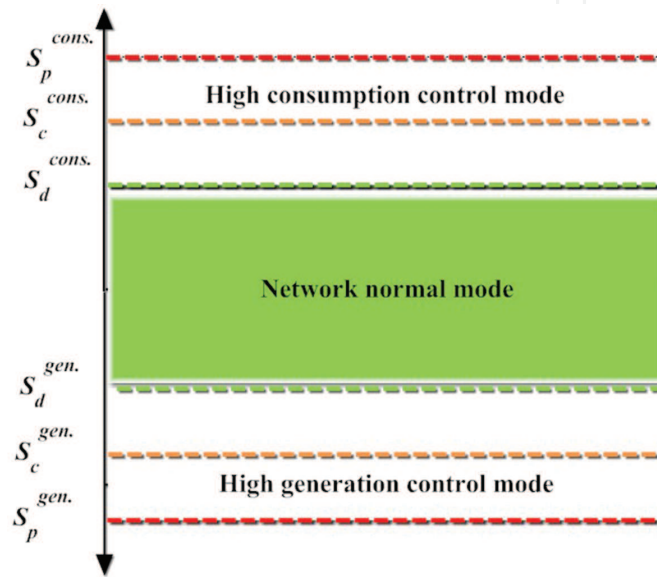 S_p^cons.
High consumption control mode
S_c^cons.
S_d^cons.
Network normal mode
S_d^gen.
S_c^gen.
High generation control mode
S_p^gen.